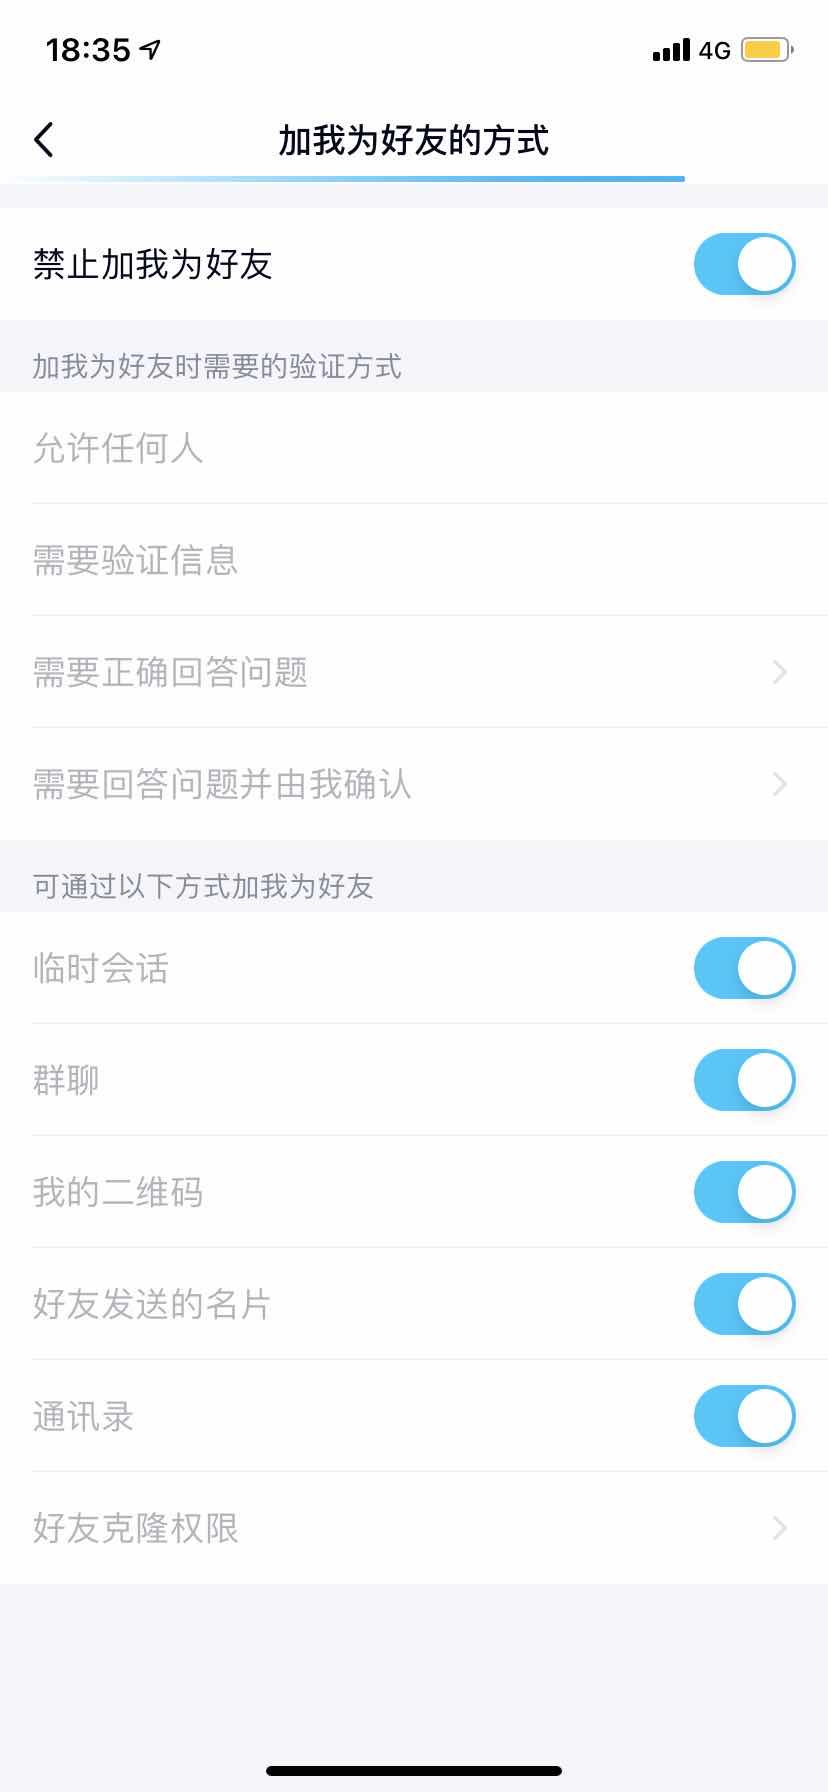 18:35
4G
加我为好友的方式
禁止加我为好友
加我为好友时需要的验证方式
允许任何人
需要验证信息
需要正确回答问题
需要回答问题并由我确认
可通过以下方式加我为好友
临时会话
群聊
我的二维码
好友发送的名片
通讯录
好友克隆权限